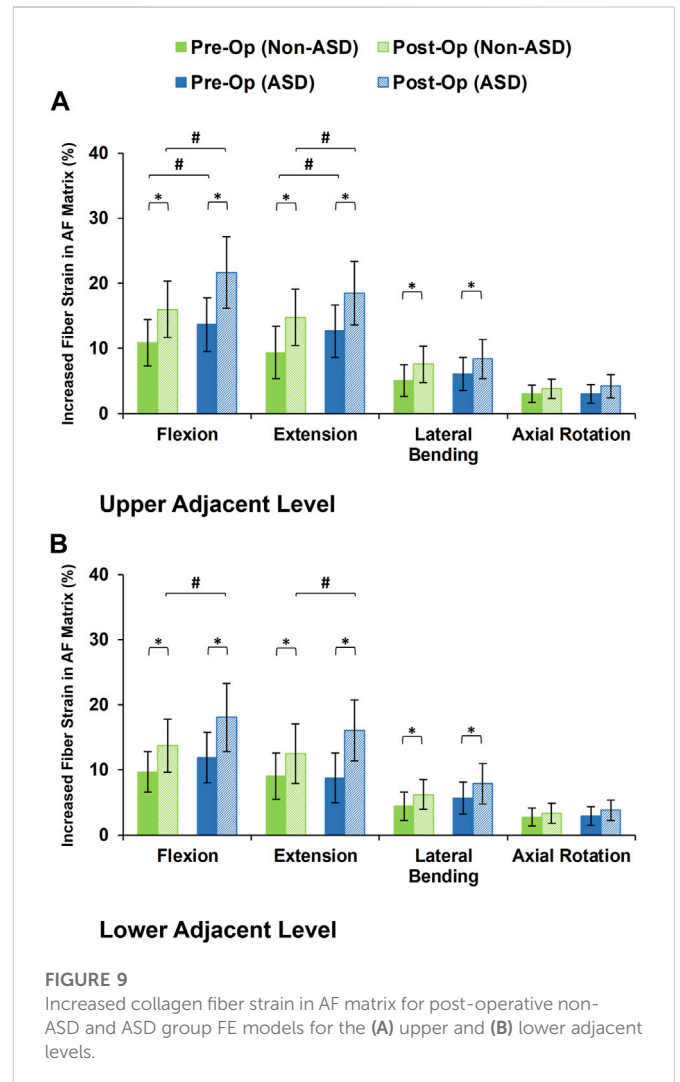 Pre-Op (Non-ASD) Post-Op (Non-ASD)
Pre-Op (ASD) Post-Op (ASD)
A
Increased Fiber Strain in AF Matrix (%)
40
30
20
10
0
# #
# #
* * * * * *
Flexion Extension Lateral Bending Axial Rotation
Upper Adjacent Level
B
Increased Fiber Strain in AF Matrix (%)
40
30
20
10
0
# #
* * * * * *
Flexion Extension Lateral Bending Axial Rotation
Lower Adjacent Level
FIGURE 9
Increased collagen fiber strain in AF matrix for post-operative non-
ASD and ASD group FE models for the (A) upper and (B) lower adjacent
levels.